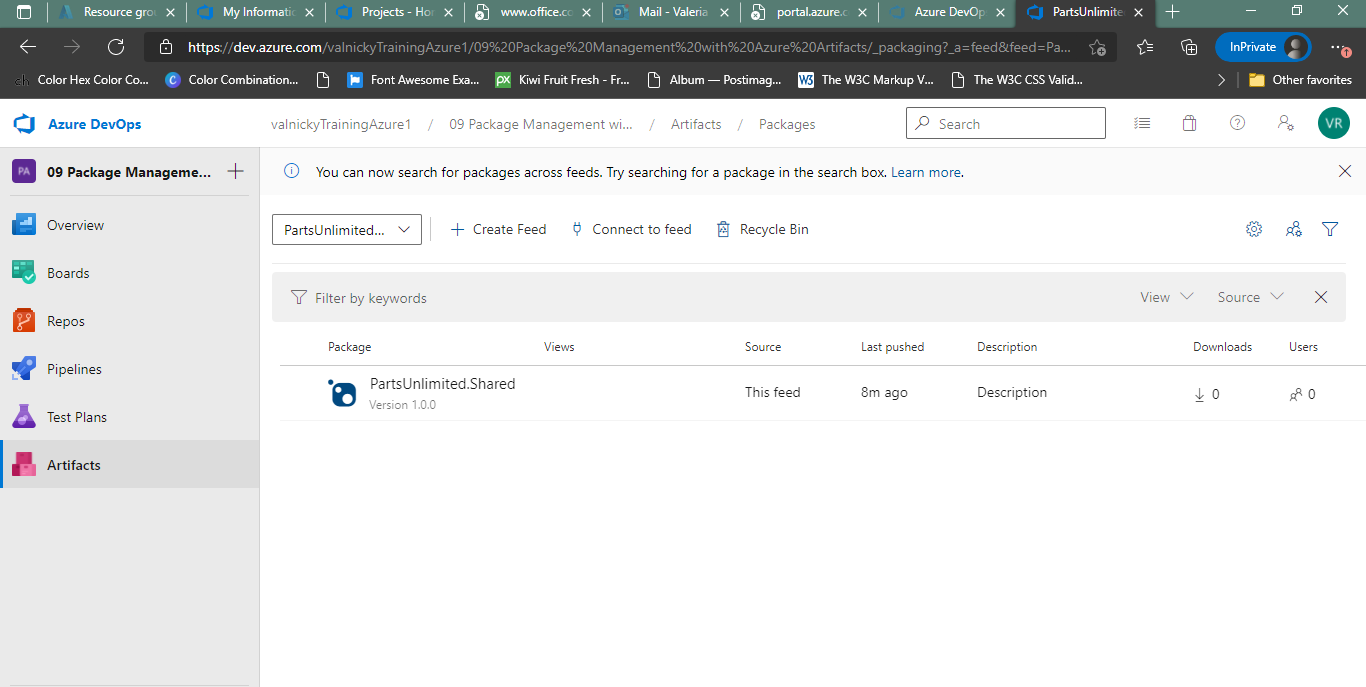 Resource grou
My Informatic
Projects - Hor
www.office.co
Mail - Valeria
portal.azure.c
Azure DevOp
PartsUnlimite
https://dev.azure.com/valnickyTrainingAzure1/09%20Package%20Management%20with%20Azure%20Artifacts/_packaging?_a=feed&feed=Pa...
InPrivate
ch Color Hex Color Co...
C Color Combination...
Font Awesome Exa...
px Kiwi Fruit Fresh - Fr...
Album — Postimag...
W3 The W3C Markup V...
The W3C CSS Valid...
Other favorites
Azure DevOps
valnickyTrainingAzure1 / 09 Package Management wi... / Artifacts / Packages
Search
VR
PA 09 Package Manageme...
You can now search for packages across feeds. Try searching for a package in the search box. Learn more.
Overview
Boards
Repos
Pipelines
Test Plans
Artifacts
PartsUnlimited...
Create Feed
Connect to feed
Recycle Bin
Filter by keywords
View
Source
Package Views Source Last pushed Description Downloads Users
PartsUnlimited.Shared
Version 1.0.0
This feed 8m ago Description 0 0